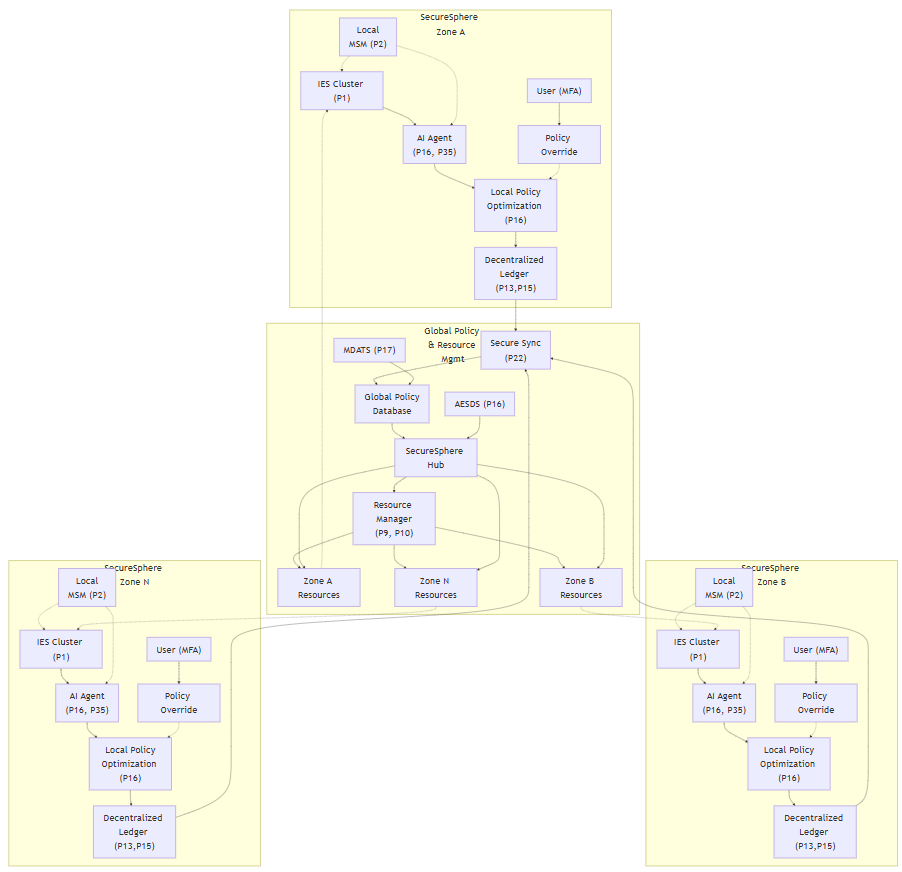 SecureSphere
Zone A
Local
MSM (P2)
IES Cluster
(P1)
User (MFA)
AI Agent
(P16, P35)
Policy
Override
Local Policy
Optimization
(P16)
Decentralized
Ledger
(P13,P15)
Global Policy
& Resource
Mgmt
MDATS (P17)
Secure Sync
(P22)
Global Policy
Database
AESDS (P16)
SecureSphere
Hub
Resource
Manager
(P9, P10)
Zone A
Resources
Zone N
Resources
Zone B
Resources
SecureSphere
Zone N
Local
MSM (P2)
IES Cluster
(P1)
User (MFA)
AI Agent
(P16, P35)
Policy
Override
Local Policy
Optimization
(P16)
Decentralized
Ledger
(P13,P15)
SecureSphere
Zone B
Local
MSM (P2)
IES Cluster
(P1)
User (MFA)
AI Agent
(P16, P35)
Policy
Override
Local Policy
Optimization
(P16)
Decentralized
Ledger
(P13,P15)